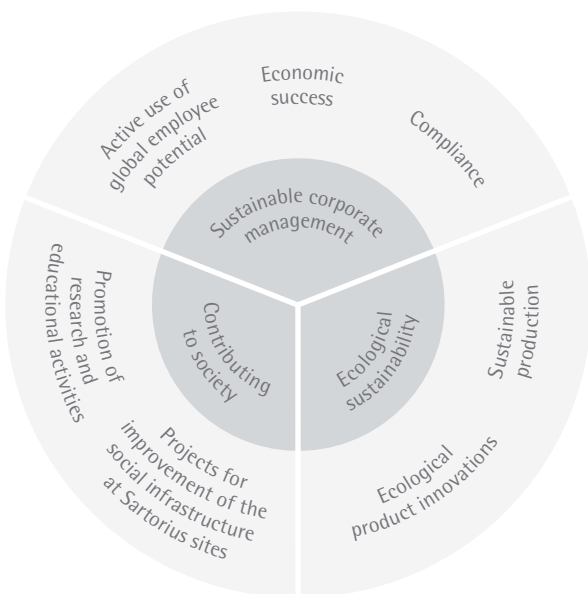 Economic
success
Active use of
global employee
potential
Compliance
Sustainable corporate
management
Promotion of
research and
educational activities
Contributing
to society
Ecological
sustainability
Sustainable
production
Projects for
improvement of the
social infrastructure
at Sartorius sites
Ecological
product innovations